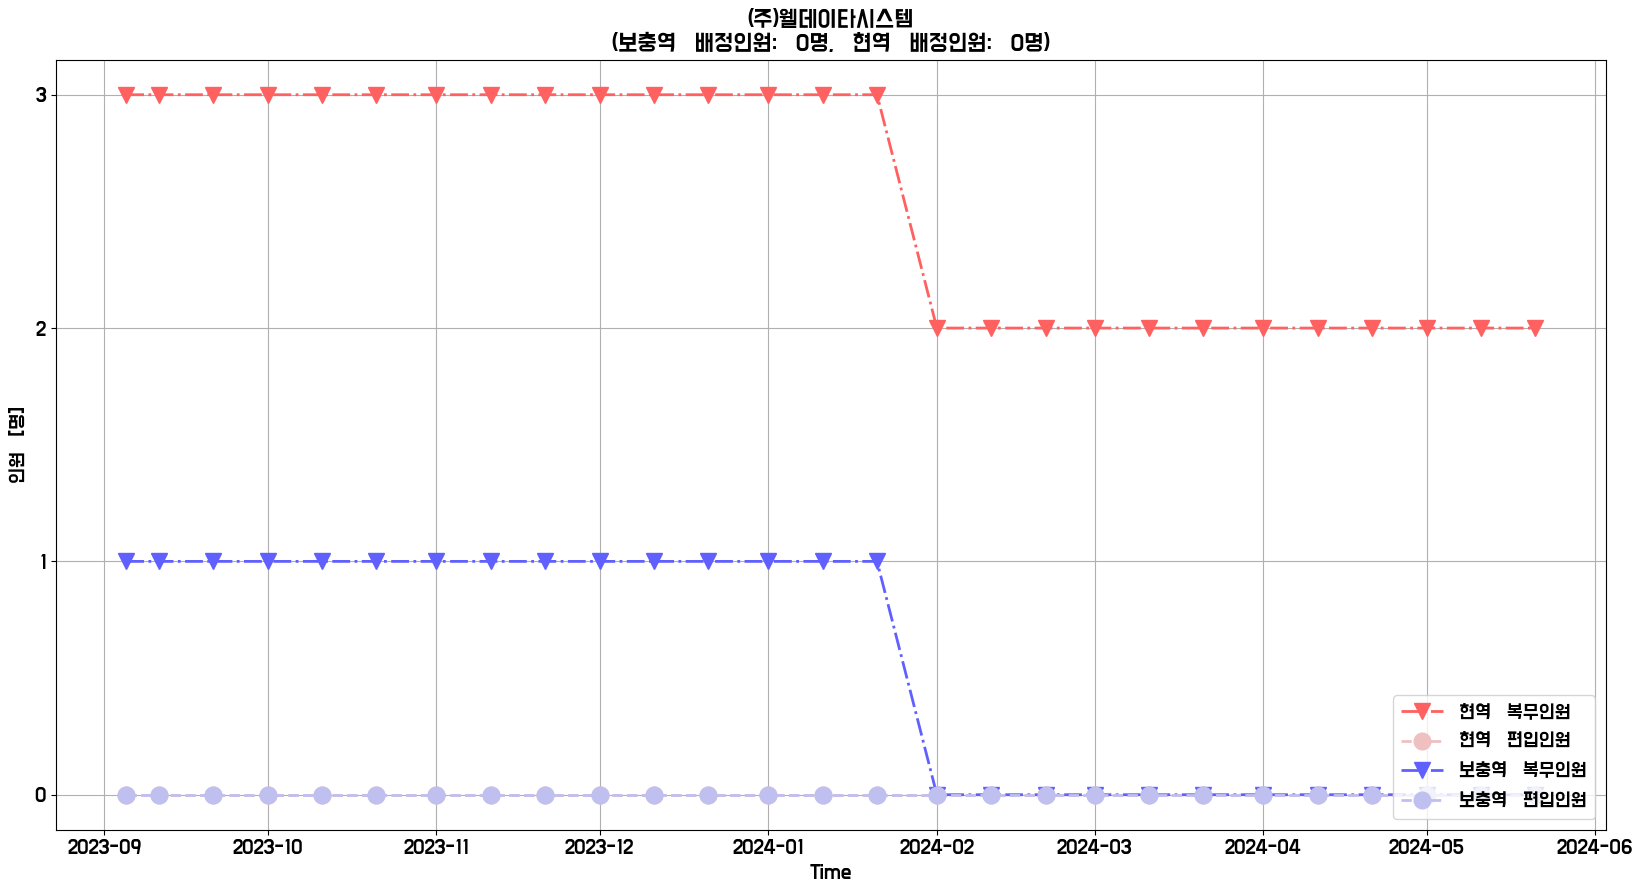 (주)웰데이타시스템
(보충역 배정인원: 0명, 현역 배정인원: 0명)
인원 [명]
3
2
1
0
현역 복무인원
현역 편입인원
보충역 복무인원
보충역 편입인원
2023-09 2023-10 2023-11 2023-12 2024-01 2024-02 2024-03 2024-04 2024-05 2024-06
Time